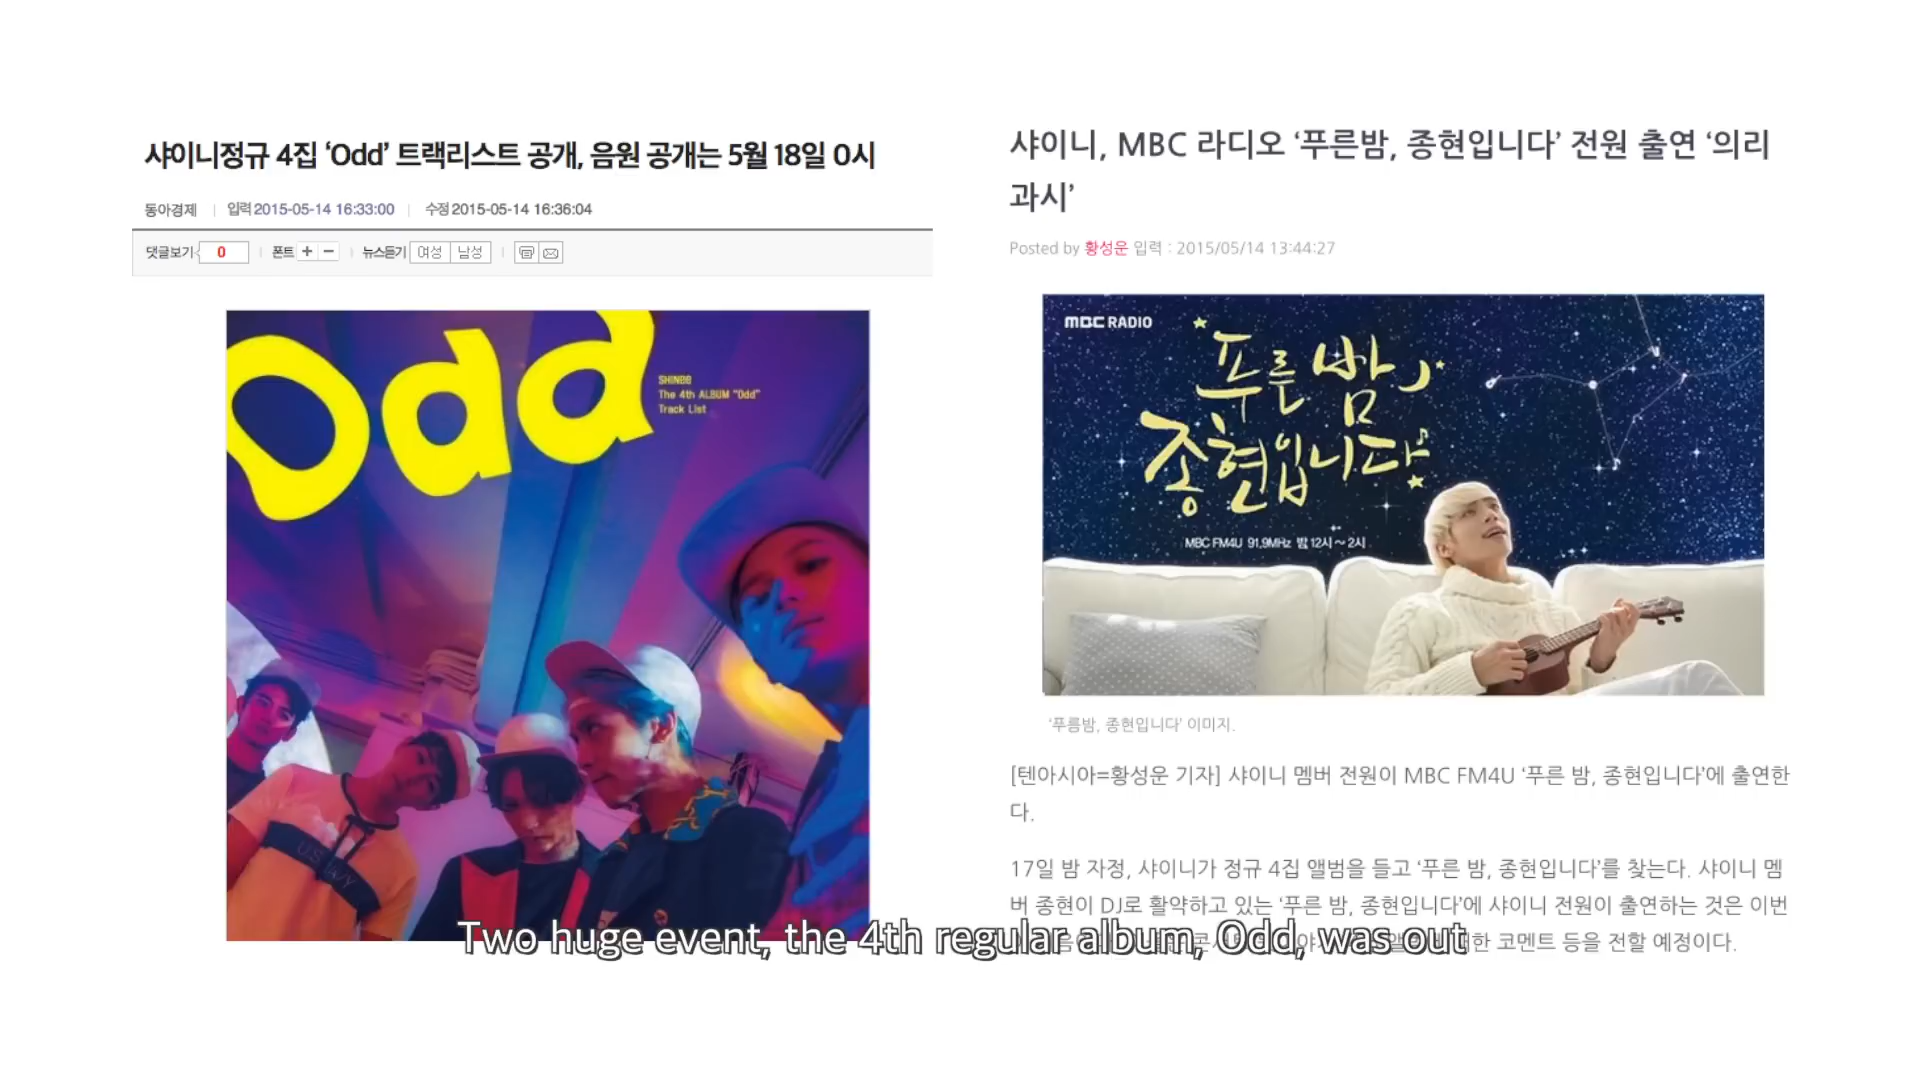 샤이니정규 4집 ‘Odd’ 트랙리스트 공개, 음원 공개는 5월 18일 0시
동아경제 | 입력 2015-05-14 16:33:00 | 수정 2015-05-14 16:36:04
댓글보기 0 | 폰트 + - | 뉴스듣기 여성 남성
Odd
SHINee
The 4th ALBUM "Odd"
Track List
US NAVY
샤이니, MBC 라디오 ‘푸른밤, 종현입니다’ 전원 출연 ‘의리
과시’
Posted by 황성운 입력 : 2015/05/14 13:44:27
MBC RADIO
푸른 밤
종현입니다
MBC FM4U 91.9MHz 밤 12시~2시
‘푸름밤, 종현입니다’ 이미지.
[텐아시아=황성운 기자] 샤이니 멤버 전원이 MBC FM4U ‘푸른 밤, 종현입니다’에 출연한
다.
17일 밤 자정, 샤이니가 정규 4집 앨범을 들고 ‘푸른 밤, 종현입니다’를 찾는다. 샤이니 멤
버 종현이 DJ로 활약하고 있는 ‘푸른 밤, 종현입니다’에 샤이니 전원이 출연하는 것은 이번
코멘트 등을 전할 예정이다.
Two huge event, the 4th regular album, Odd, was out